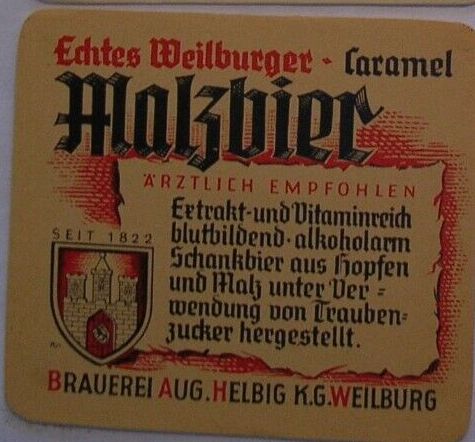 Echtes Weilburger - Caramel
Malzbier
ÄRZTLICH EMPFOHLEN
Extrakt- und Vitaminreich
blutbildend · alkoholarm
Schankbier aus Hopfen
und Malz unter Ver =
wendung von Trauben-
zucker hergestellt.
SEIT 1822
BRAUEREI AUG. HELBIG K.G. WEILBURG